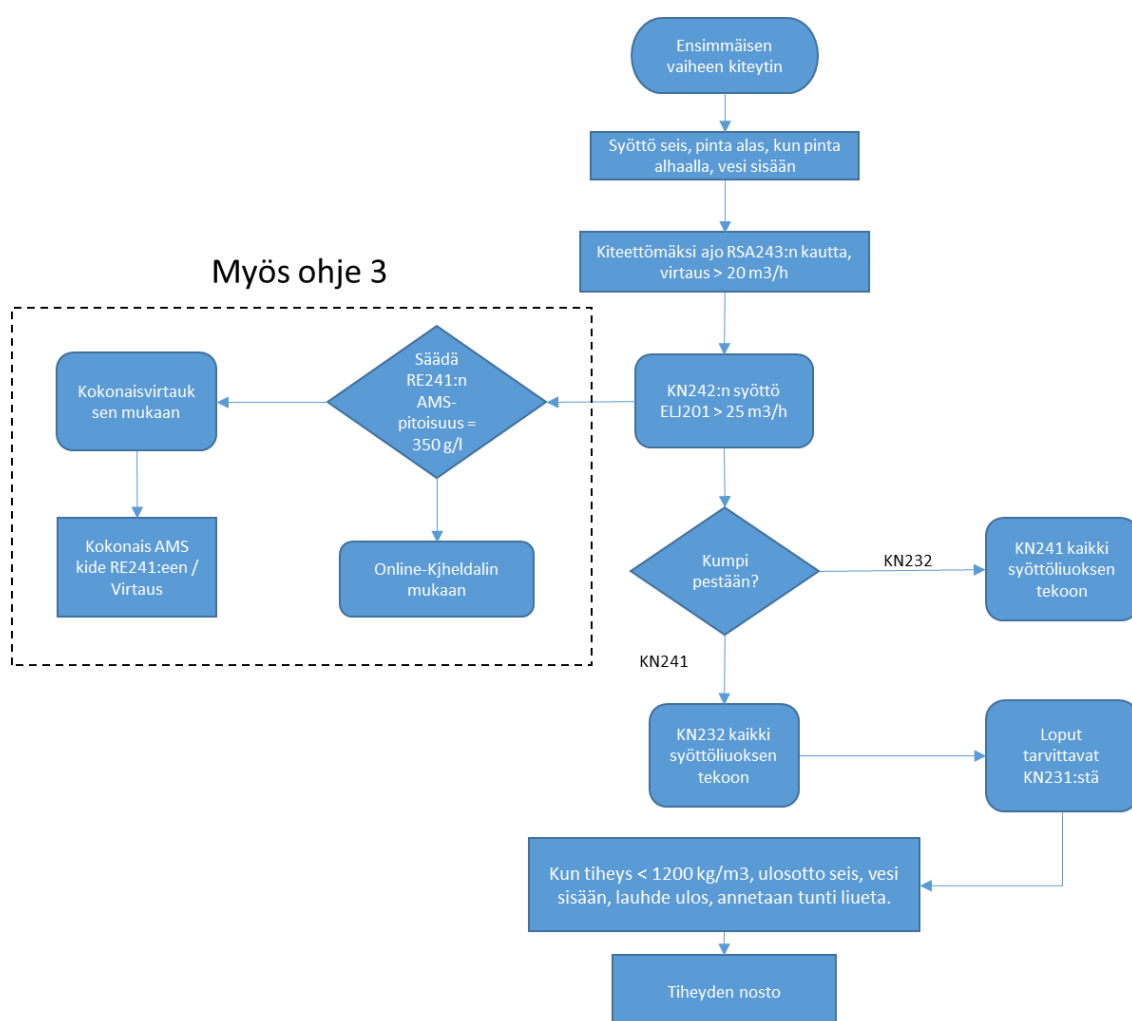 Ensimmäisen
vaiheen kiteytin
Syöttö seis, pinta alas, kun pinta
alhaalla, vesi sisään
Kiteettömäksi ajo RSA243:n kautta,
virtaus > 20 m3/h
Myös ohje 3
KN242:n syöttö
ELJ201 > 25 m3/h
Säädä
RE241:n
AMS-
pitoisuus =
350 g/l
Kokonaisvirtauk
sen mukaan
Kokonais AMS
kide RE241:een /
Virtaus
Online-Kjheldalin
mukaan
Kumpi
pestään?
KN232
KN241 kaikki
syöttöliuoksen
tekoon
KN241
KN232 kaikki
syöttöliuoksen
tekoon
Loput
tarvittavat
KN231:stä
Kun tiheys < 1200 kg/m3, ulosotto seis, vesi
sisään, lauhde ulos, annetaan tunti liueta.
Tiheyden nosto